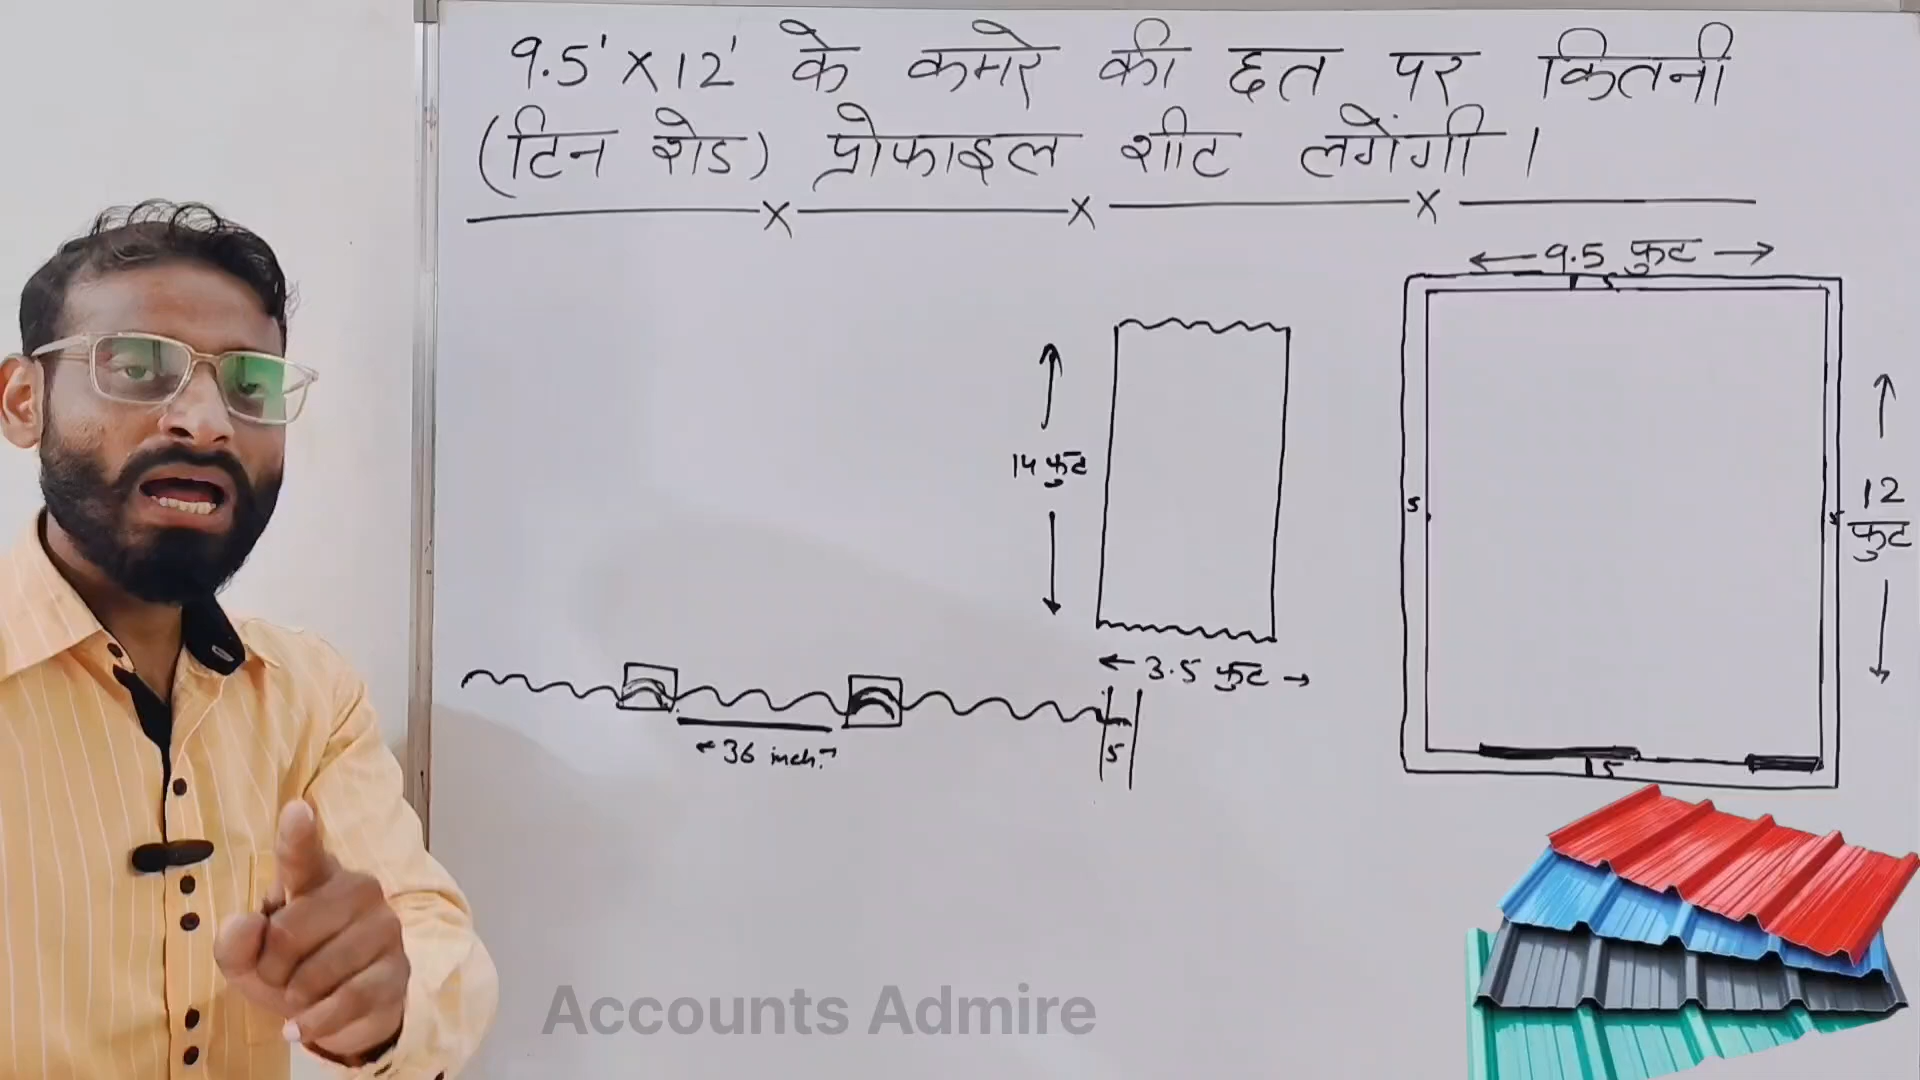 9.5' X 12' के कमरे की छत पर कितनी
(टिन शेड) प्रोफाइल शीट लगेंगी ।
9.5 फुट
14 फुट
3.5 फुट
12
फुट
5
5
5
5
36 inch.
5
Accounts Admire